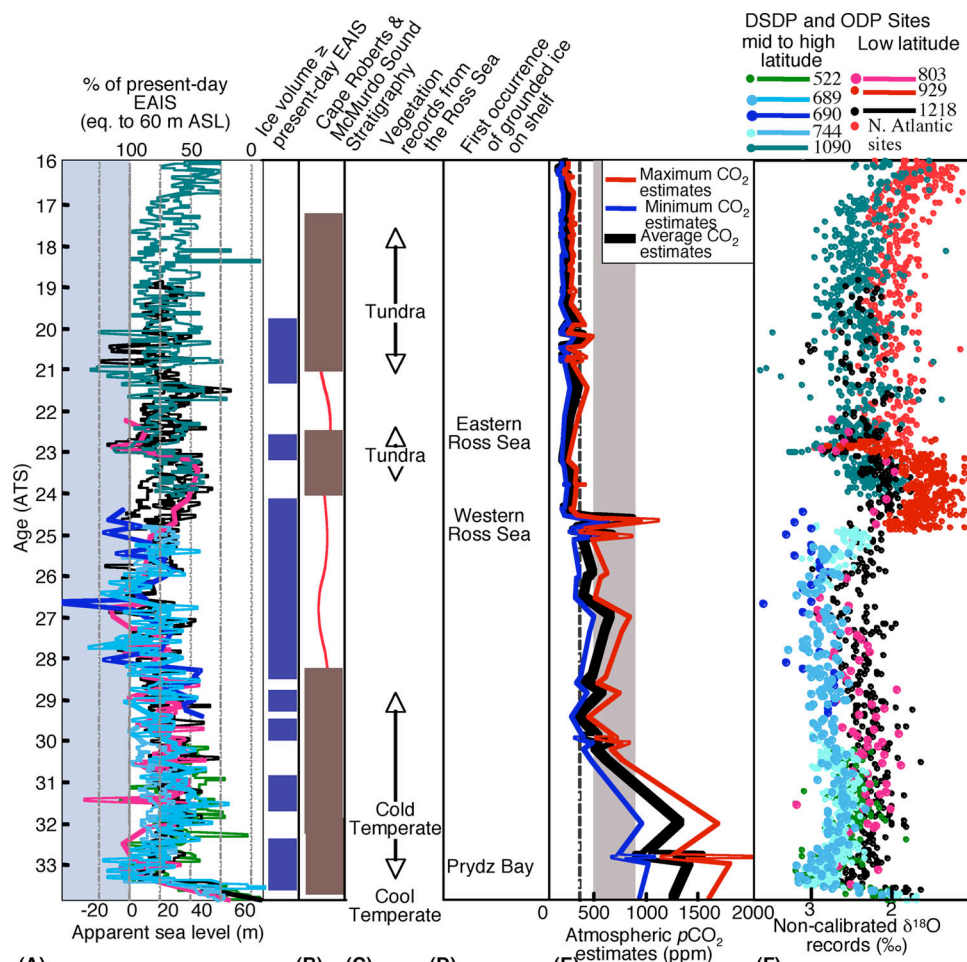 DSDP and ODP Sites
mid to high latitude
Low latitude
522
689
690
744
1090
803
929
1218
N. Atlantic sites
% of present-day
EAIS
(eq. to 60 m ASL)
100 50 0
Ice volume ≥
present-day EAIS
Cape Roberts &
McMurdo Sound
Stratigraphy
Vegetation
records from
the Ross Sea
First occurrence
of grounded ice
on shelf
Maximum CO2
estimates
Minimum CO2
estimates
Average CO2
estimates
Age (ATS)
16
17
18
19
20
21
22
23
24
25
26
27
28
29
30
31
32
33
Tundra
Tundra
Cold
Temperate
Cool
Temperate
Eastern
Ross Sea
Western
Ross Sea
Prydz Bay
-20 0 20 40 60
Apparent sea level (m)
0 500 1000 1500 2000
Atmospheric pCO2
estimates (ppm)
3 2
Non-calibrated δ18O
records (‰)